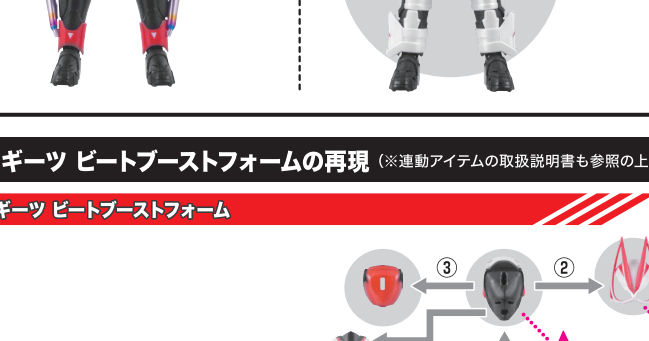 ギーツ ビートブーストフォームの再現（※連動アイテムの取扱説明書も参照の上
ギーツ ビートブーストフォーム
③ ②